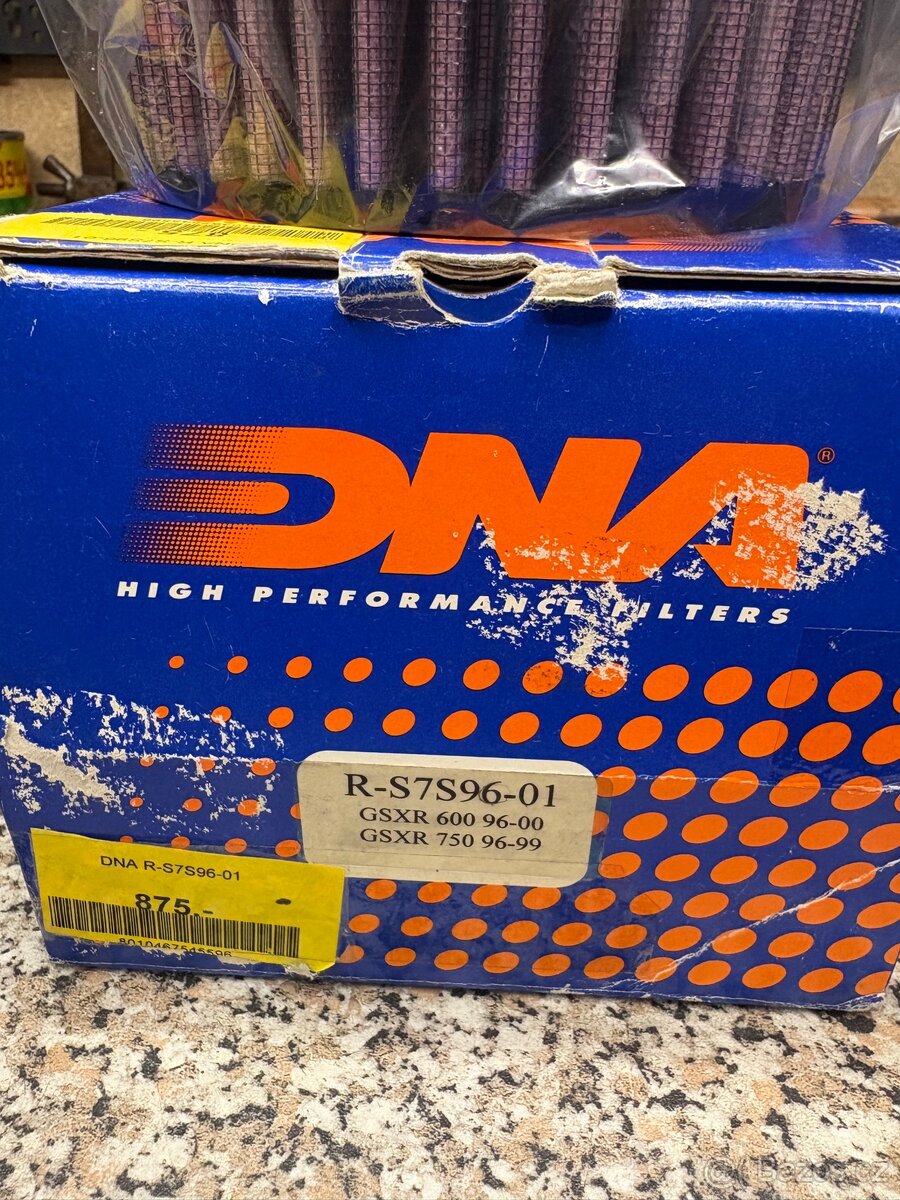 DNA®
HIGH PERFORMANCE FILTERS
R-S7S96-01
GSXR 600 96-00
GSXR 750 96-99
DNA R-S7S96-01
875.-